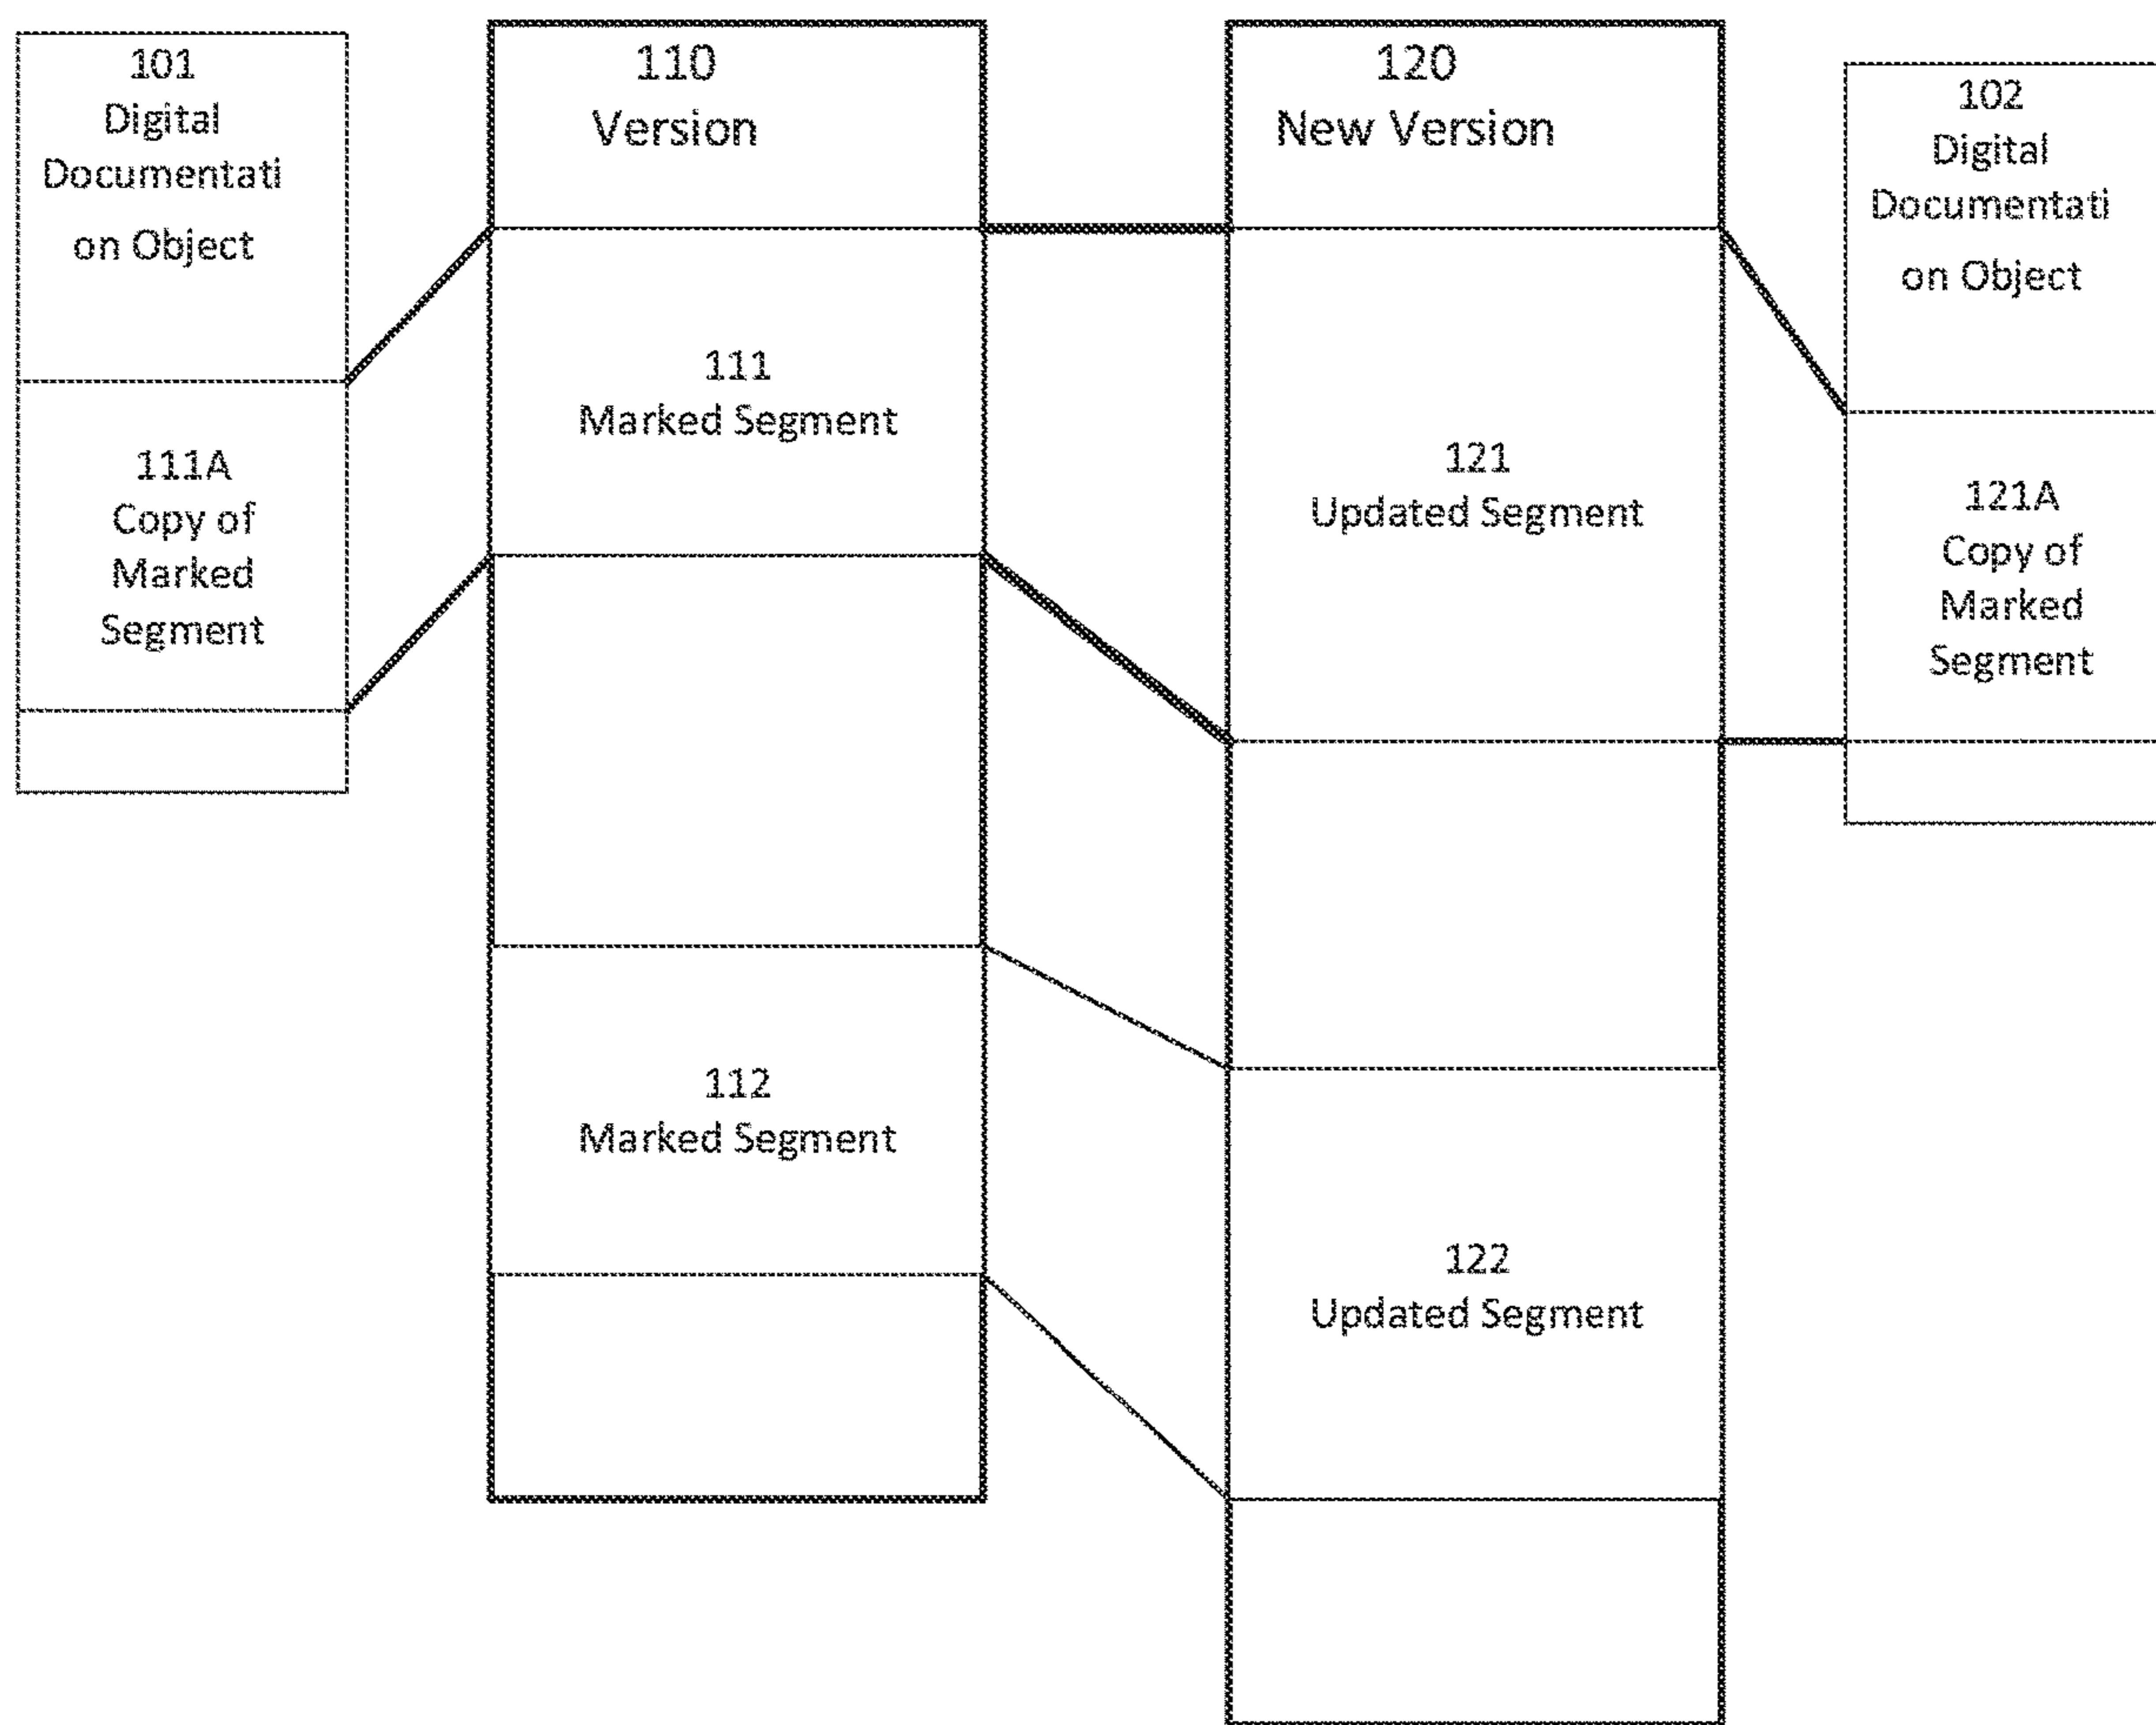 101
Digital
Documentati
on Object
111A
Copy of
Marked
Segment
110
Version
111
Marked Segment
112
Marked Segment
120
New Version
121
Updated Segment
122
Updated Segment
102
Digital
Documentati
on Object
121A
Copy of
Marked
Segment